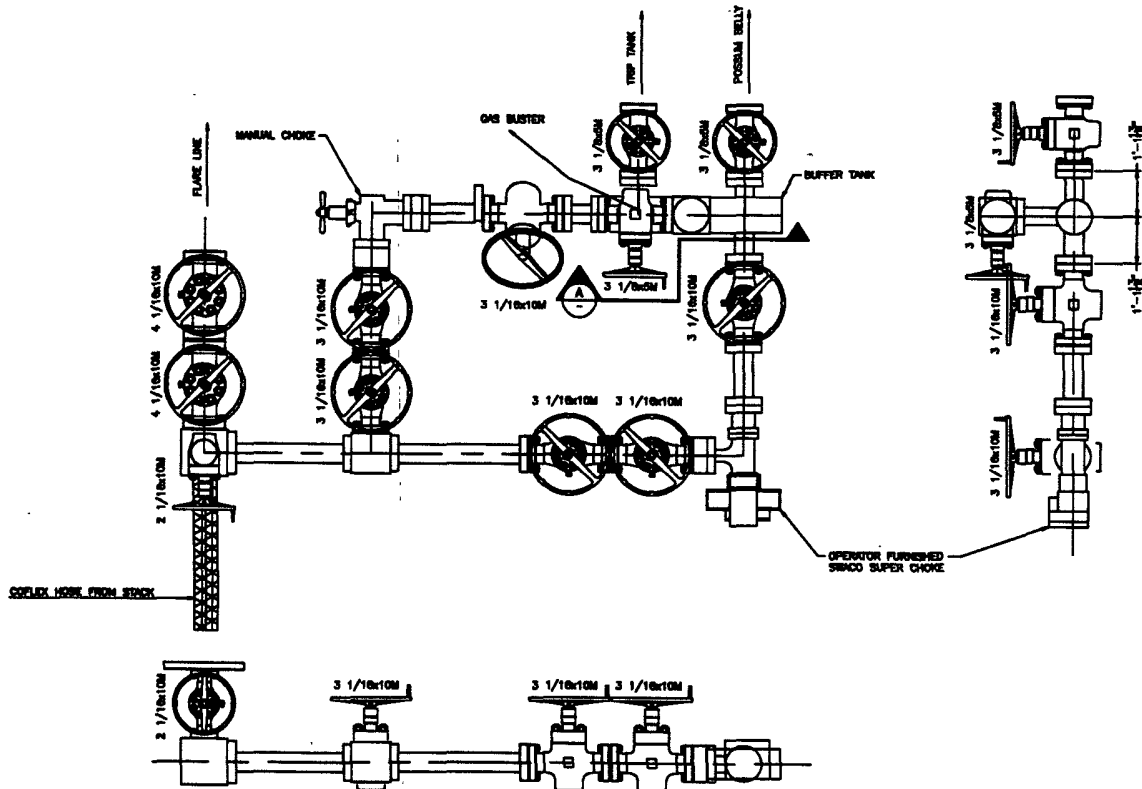 TRIP TANK
POSSUM BELLY
FLARE LINE
MANUAL CHOKE
GAS BUSTER
3 1/8x5M
3 1/8x5M
BUFFER TANK
4 1/16x10M
3 1/16x10M
3 1/16x10M
A
-
3 1/8x5M
3 1/16x10M
4 1/16x10M
3 1/16x10M
3 1/16x10M
3 1/16x10M
2 1/16x10M
OPERATOR FURNISHED
SWACO SUPER CHOKE
COFLEX HOSE FROM STACK
3 1/8x5M
3 1/8x5M
3 1/16x10M
3 1/16x10M
2 1/16x10M
3 1/16x10M
3 1/16x10M
3 1/16x10M